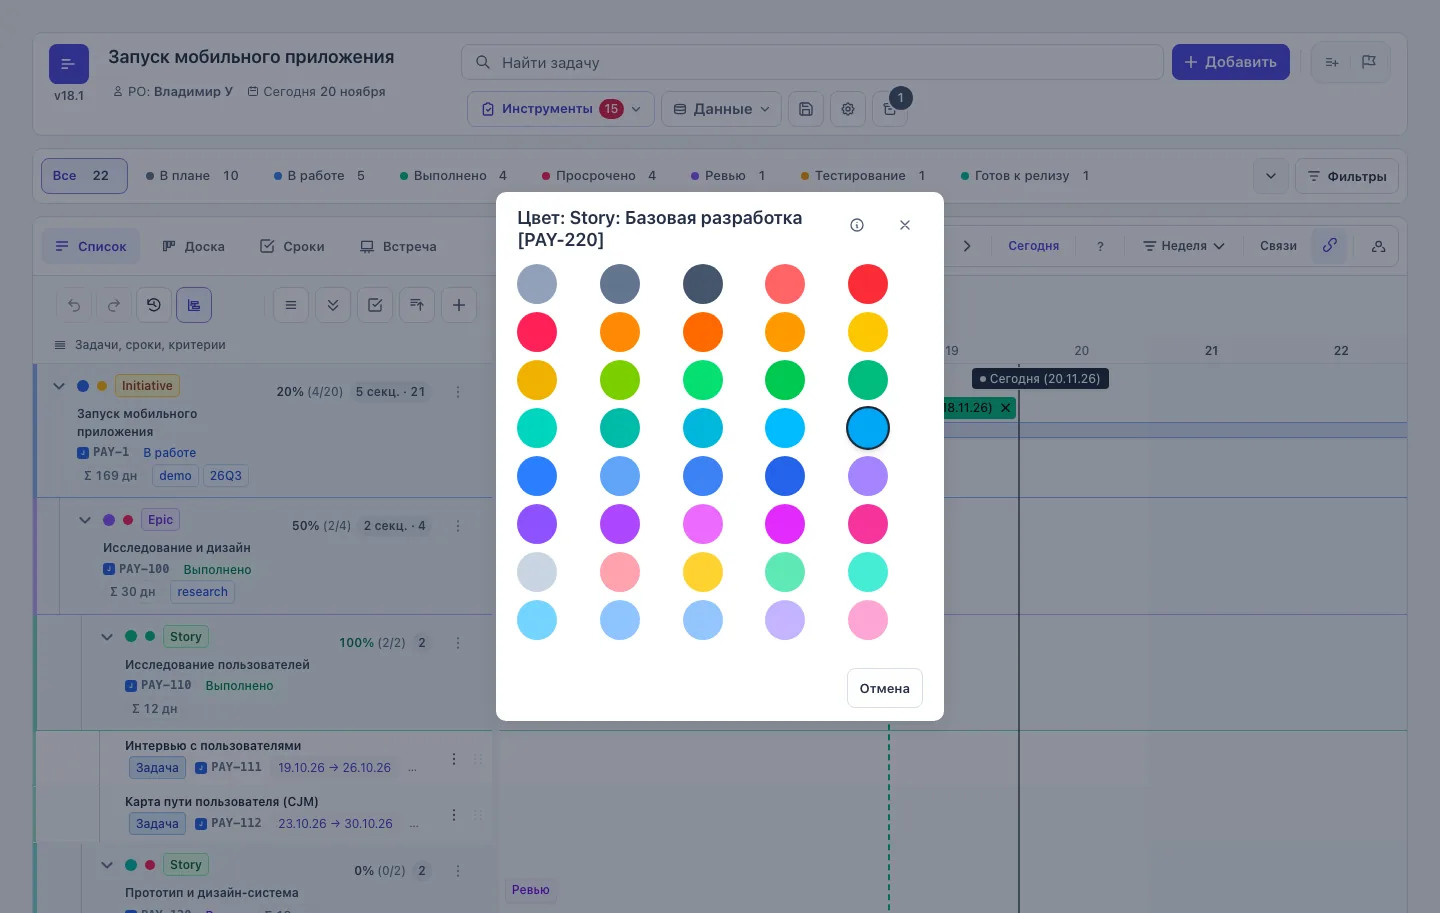 Запуск мобильного приложения
v18.1
PO: Владимир У
Сегодня 20 ноября
Найти задачу
Добавить
Инструменты 15
Данные
1
Все 22
В плане 10
В работе 5
Выполнено 4
Просрочено 4
Ревью 1
Тестирование 1
Готов к релизу 1
Фильтры
Список
Доска
Сроки
Встреча
Сегодня
?
Неделя
Связи
Задачи, сроки, критерии
19 20 21 22
Сегодня (20.11.26)
18.11.26)
Цвет: Story: Базовая разработка
[PAY-220]
Отмена
Initiative
20% (4/20) 5 секц. · 21
Запуск мобильного
приложения
PAY-1 В работе
Σ 169 дн demo 26Q3
Epic
50% (2/4) 2 секц. · 4
Исследование и дизайн
PAY-100 Выполнено
Σ 30 дн research
Story
100% (2/2) 2
Исследование пользователей
PAY-110 Выполнено
Σ 12 дн
Интервью с пользователями
Задача PAY-111 19.10.26 → 26.10.26 ...
Карта пути пользователя (CJM)
Задача PAY-112 23.10.26 → 30.10.26 ...
Story
0% (0/2) 2
Прототип и дизайн-система
Ревью